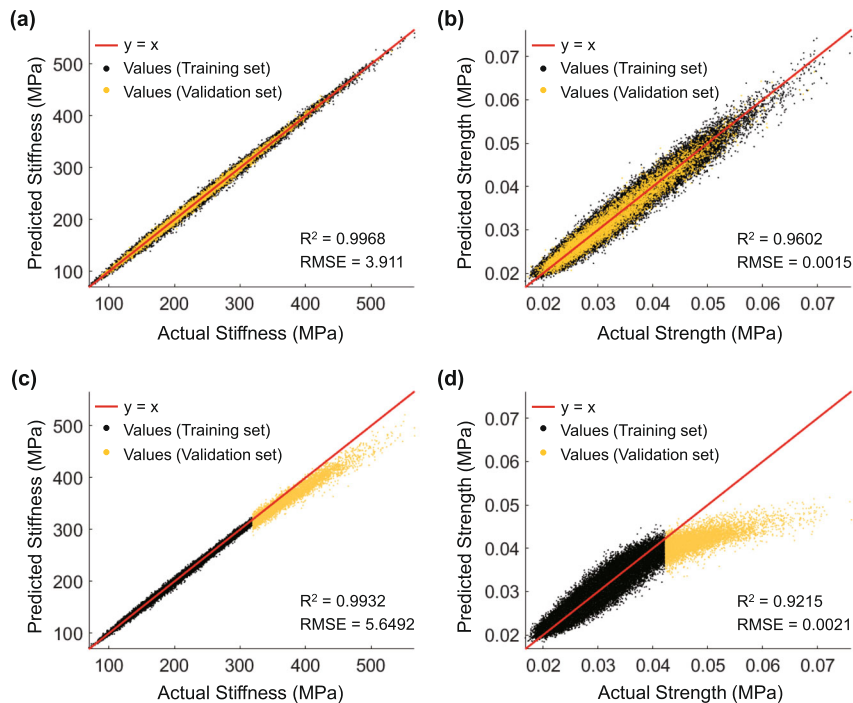 (a)
y = x
Values (Training set)
Values (Validation set)
R² = 0.9968
RMSE = 3.911
500
400
300
200
100
100
200
300
400
500
Predicted Stiffness (MPa)
Actual Stiffness (MPa)
(b)
y = x
Values (Training set)
Values (Validation set)
R² = 0.9602
RMSE = 0.0015
0.07
0.06
0.05
0.04
0.03
0.02
0.02
0.03
0.04
0.05
0.06
0.07
Predicted Strength (MPa)
Actual Strength (MPa)
(c)
y = x
Values (Training set)
Values (Validation set)
R² = 0.9932
RMSE = 5.6492
500
400
300
200
100
100
200
300
400
500
Predicted Stiffness (MPa)
Actual Stiffness (MPa)
(d)
y = x
Values (Training set)
Values (Validation set)
R² = 0.9215
RMSE = 0.0021
0.07
0.06
0.05
0.04
0.03
0.02
0.02
0.03
0.04
0.05
0.06
0.07
Predicted Strength (MPa)
Actual Strength (MPa)